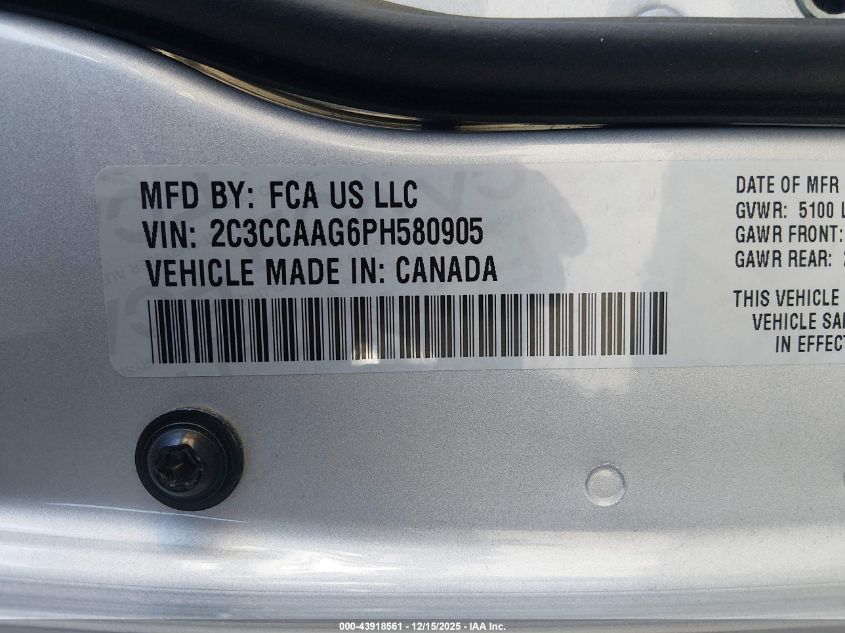 MFD BY: FCA US LLC
VIN: 2C3CCAAG6PH580905
VEHICLE MADE IN: CANADA
DATE OF MFR
GVWR: 5100 L
GAWR FRONT:
GAWR REAR:
THIS VEHICLE
VEHICLE SA
IN EFFECT
000-43918561 - 12/15/2025 - IAA Inc.